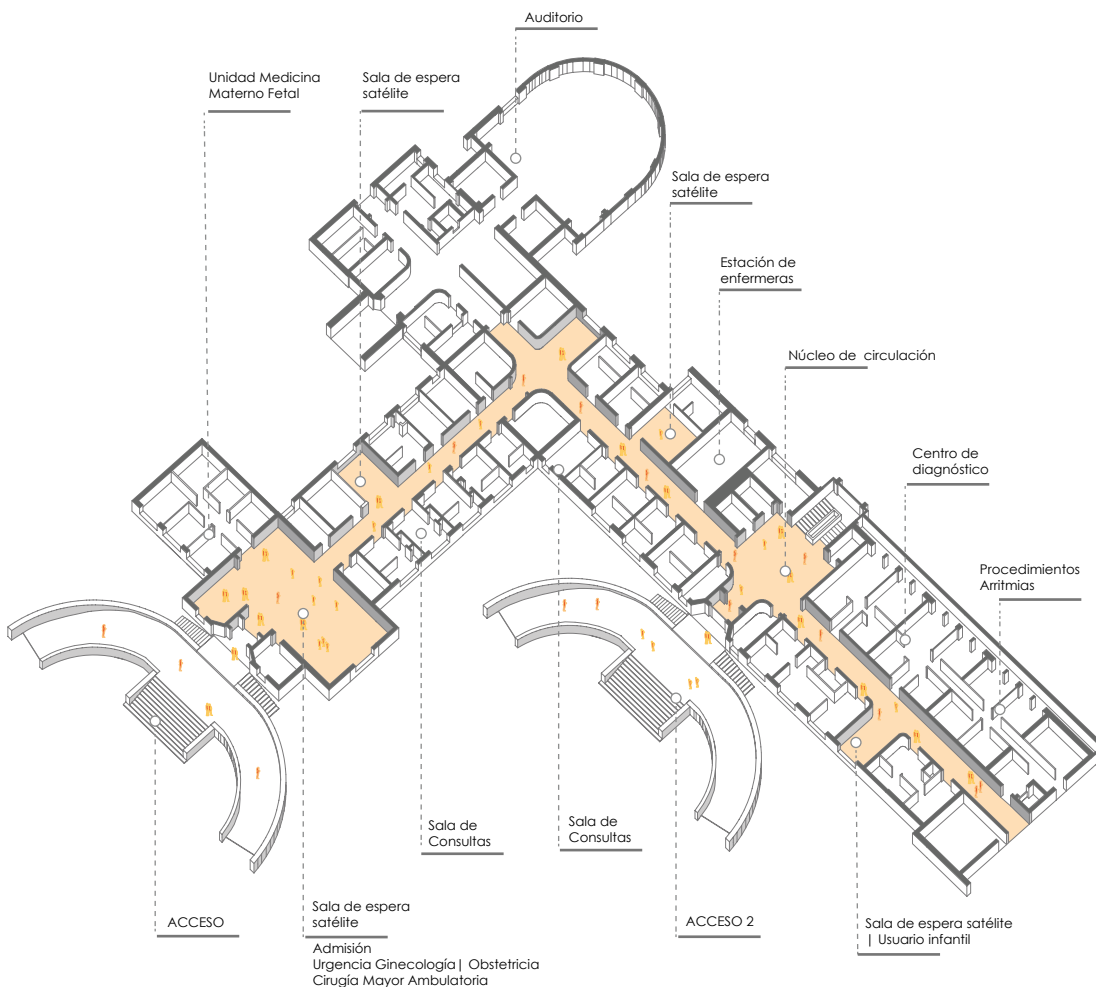 Auditorio
Unidad Medicina
Materno Fetal
Sala de espera
satélite
Sala de espera
satélite
Estación de
enfermeras
Núcleo de circulación
Centro de
diagnóstico
Procedimientos
Arritmias
Sala de
Consultas
Sala de
Consultas
ACCESO
Sala de espera
satélite
Admisión
Urgencia Ginecología| Obstetricia
Cirugía Mayor Ambulatoria
ACCESO 2
Sala de espera satélite
| Usuario infantil